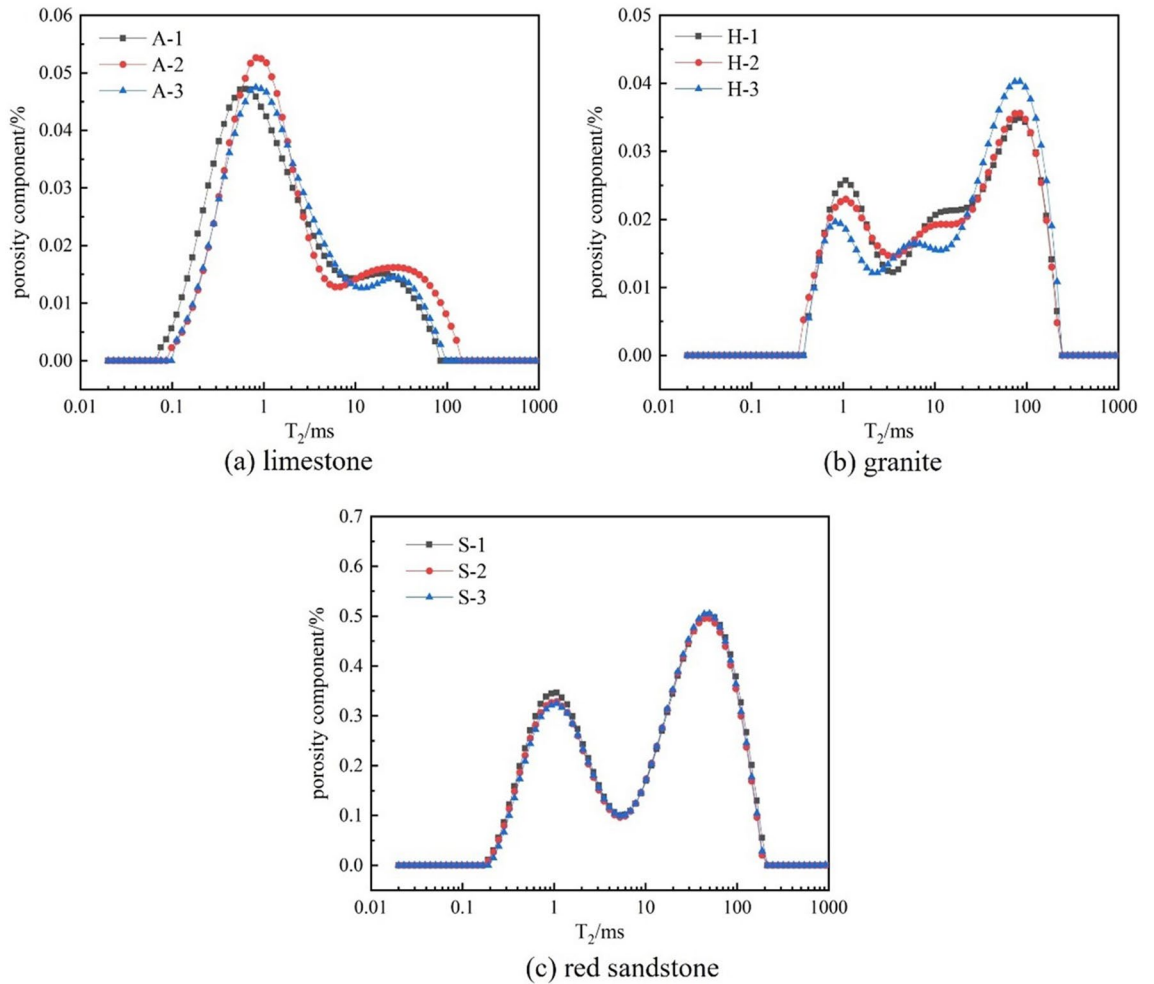 0.06
0.05
0.04
0.03
0.02
0.01
0.00
porosity component/%
A-1
A-2
A-3
0.01 0.1 1 10 100 1000
T₂/ms
(a) limestone
0.05
0.04
0.03
0.02
0.01
0.00
porosity component/%
H-1
H-2
H-3
0.01 0.1 1 10 100 1000
T₂/ms
(b) granite
0.7
0.6
0.5
0.4
0.3
0.2
0.1
0.0
porosity component/%
S-1
S-2
S-3
0.01 0.1 1 10 100 1000
T₂/ms
(c) red sandstone